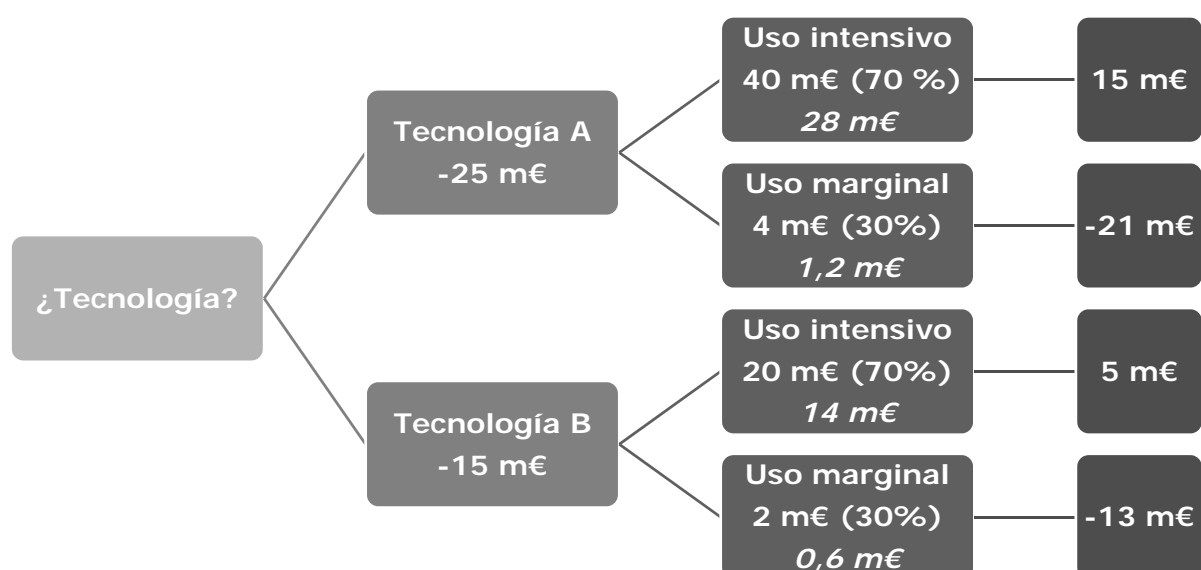 ¿Tecnología?
Tecnología A
-25 m€
Uso intensivo
40 m€ (70 %)
28 m€
15 m€
Uso marginal
4 m€ (30%)
1,2 m€
-21 m€
Tecnología B
-15 m€
Uso intensivo
20 m€ (70%)
14 m€
5 m€
Uso marginal
2 m€ (30%)
0,6 m€
-13 m€